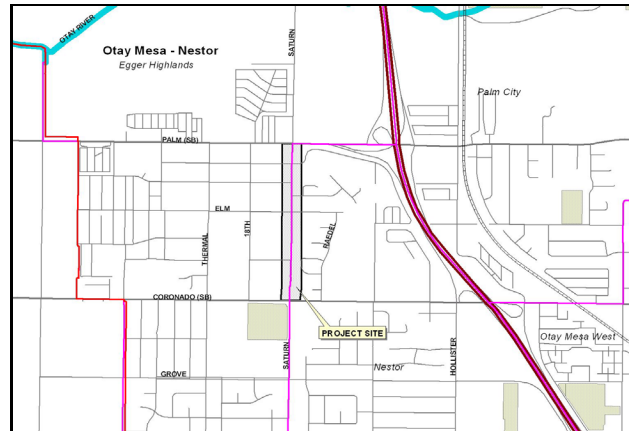 OTAY RIVER
SATURN
Otay Mesa - Nestor
Egger Highlands
Palm City
PALM (SB)
ELM
THERMAL
18TH
RAEDEL
CORONADO (SB)
PROJECT SITE
SATURN
HOLLISTER
Otay Mesa West
GROVE
Nestor